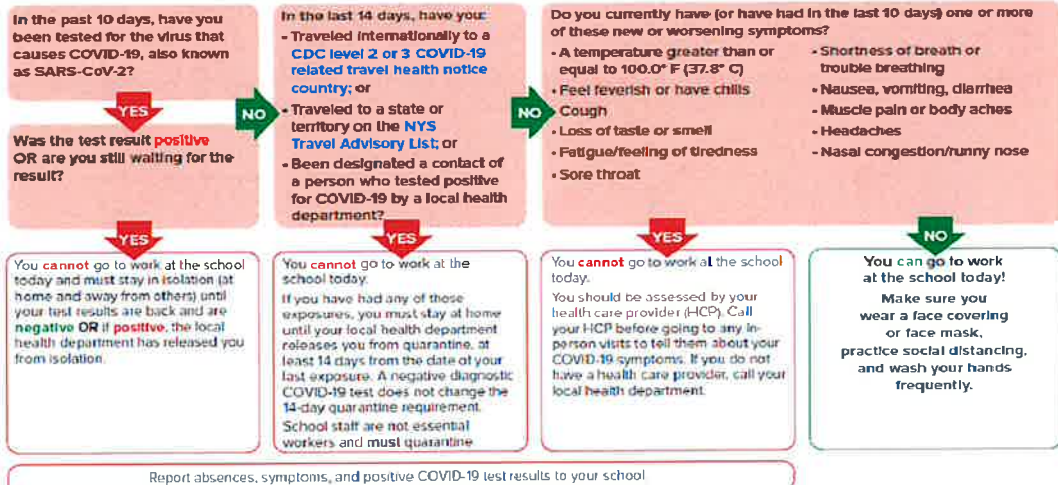 In the past 10 days, have you
been tested for the virus that
causes COVID-19, also known
as SARS-CoV-2?
YES
NO
Was the test result positive
OR are you still waiting for the
result?
YES
You cannot go to work at the school
today and must stay in isolation (at
home and away from others) until
your test results are back and are
negative OR if positive, the local
health department has released you
from isolation.
In the last 14 days, have you:
- Traveled internationally to a
CDC level 2 or 3 COVID-19
related travel health notice
country; or
- Traveled to a state or
territory on the NYS
Travel Advisory List; or
- Been designated a contact of
a person who tested positive
for COVID-19 by a local health
department?
NO
YES
You cannot go to work at the
school today.
If you have had any of those
exposures, you must stay at home
until your local health department
releases you from quarantine, at
least 14 days from the date of your
last exposure. A negative diagnostic
COVID-19 test does not change the
14-day quarantine requirement.
School staff are not essential
workers and must quarantine
Do you currently have (or have had in the last 10 days) one or more
of these new or worsening symptoms?
• A temperature greater than or
equal to 100.0° F (37.8° C)
• Feel feverish or have chills
• Cough
• Loss of taste or smell
• Fatigue/feeling of tiredness
• Sore throat
• Shortness of breath or
trouble breathing
• Nausea, vomiting, diarrhea
• Muscle pain or body aches
• Headaches
• Nasal congestion/runny nose
YES
You cannot go to work at the school
today.
You should be assessed by your
health care provider (HCP). Call
your HCP before going to any in-
person visits to tell them about your
COVID-19 symptoms. If you do not
have a health care provider, call your
local health department.
NO
You can go to work
at the school today!
Make sure you
wear a face covering
or face mask,
practice social distancing,
and wash your hands
frequently.
Report absences, symptoms, and positive COVID-19 test results to your school